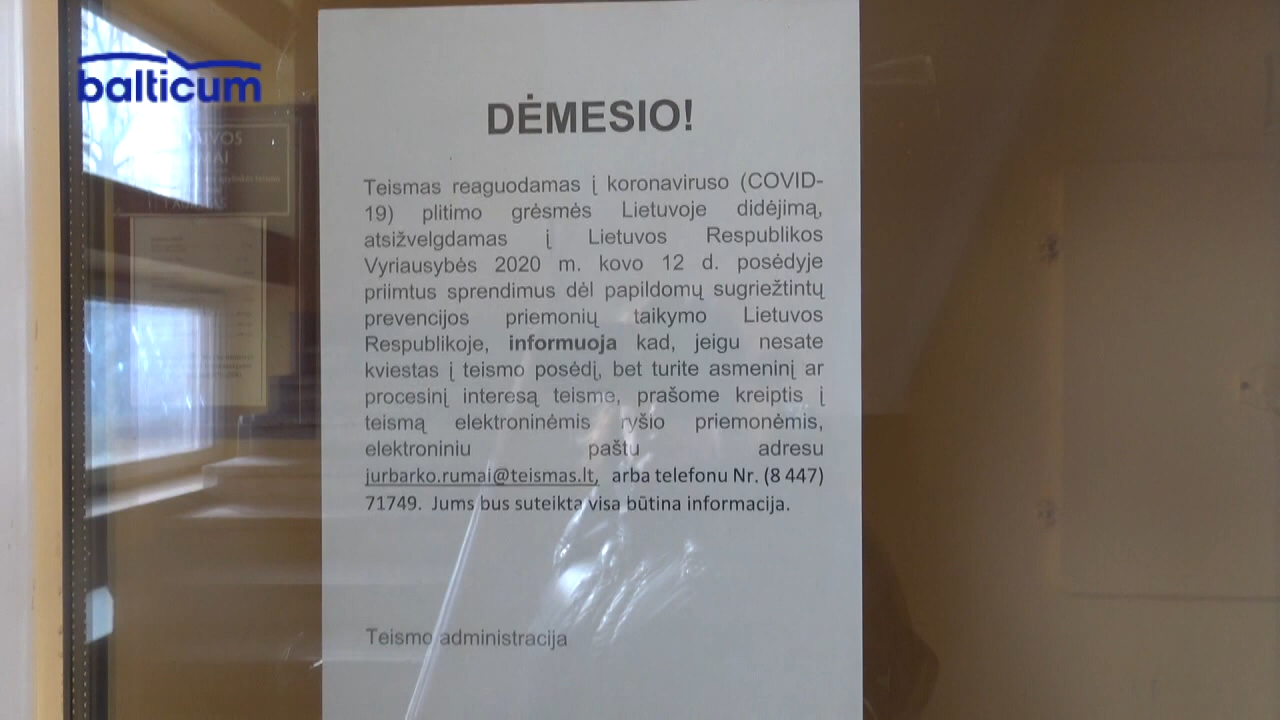 balticum
DĖMESIO!
Teismas reaguodamas į koronaviruso (COVID-
19) plitimo grėsmės Lietuvoje didėjimą,
atsižvelgdamas į Lietuvos Respublikos
Vyriausybės 2020 m. kovo 12 d. posėdyje
priimtus sprendimus dėl papildomų sugriežtintų
prevencijos priemonių taikymo Lietuvos
Respublikoje, informuoja kad, jeigu nesate
kviestas į teismo posėdį, bet turite asmeninį ar
procesinį interesą teisme, prašome kreiptis į
teismą elektroninėmis ryšio priemonėmis,
elektroniniu paštu adresu
jurbarko.rumai@teismas.lt, arba telefonu Nr. (8 447)
71749. Jums bus suteikta visa būtina informacija.
Teismo administracija